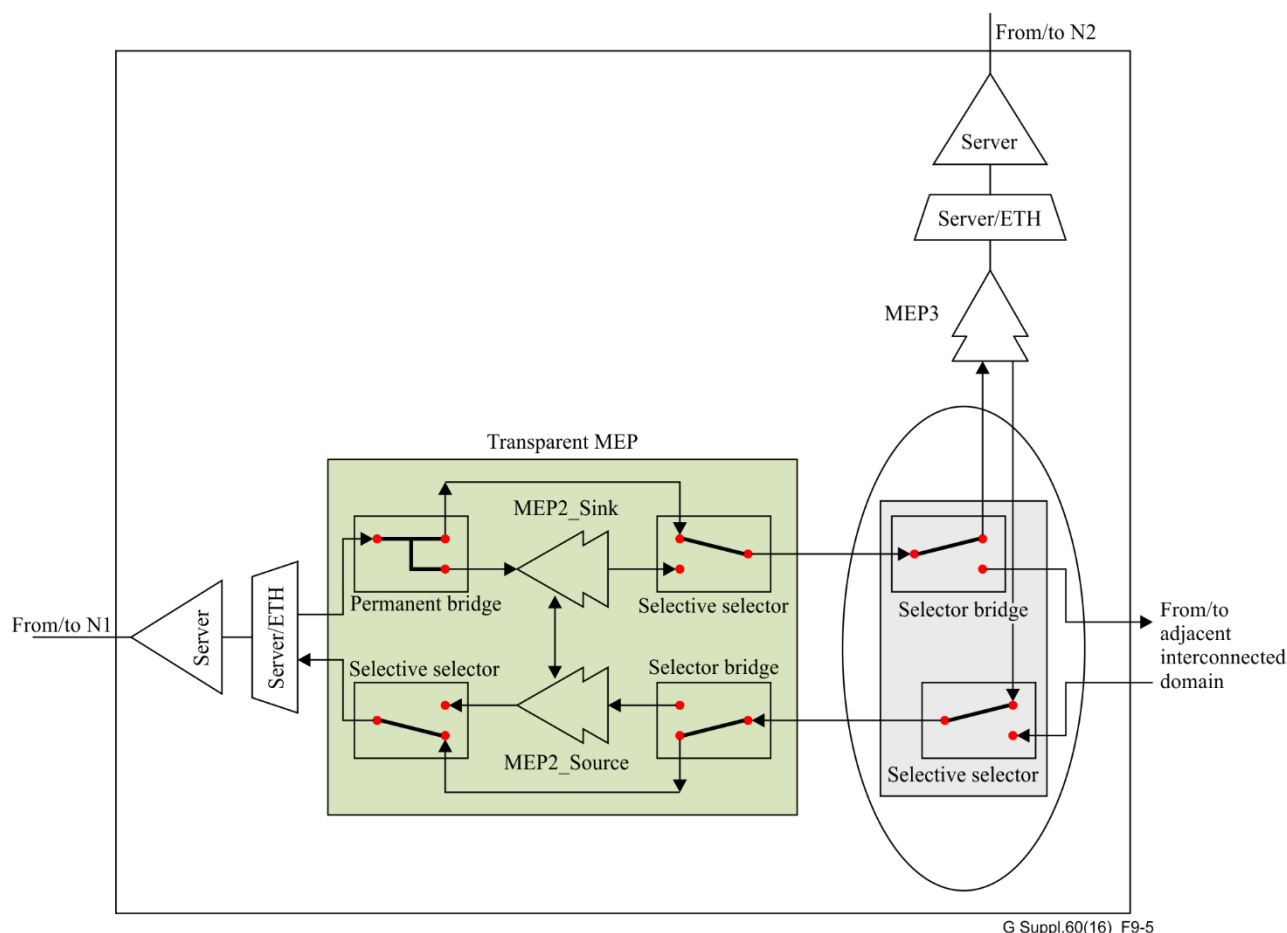 From/to N2
Server
Server/ETH
MEP3
Transparent MEP
MEP2_Sink
Permanent bridge
Selective selector
Selector bridge
From/to N1
Server
Server/ETH
From/to
adjacent
interconnected
domain
Selective selector
Selector bridge
MEP2_Source
Selective selector
G Suppl.60(16)_F9-5